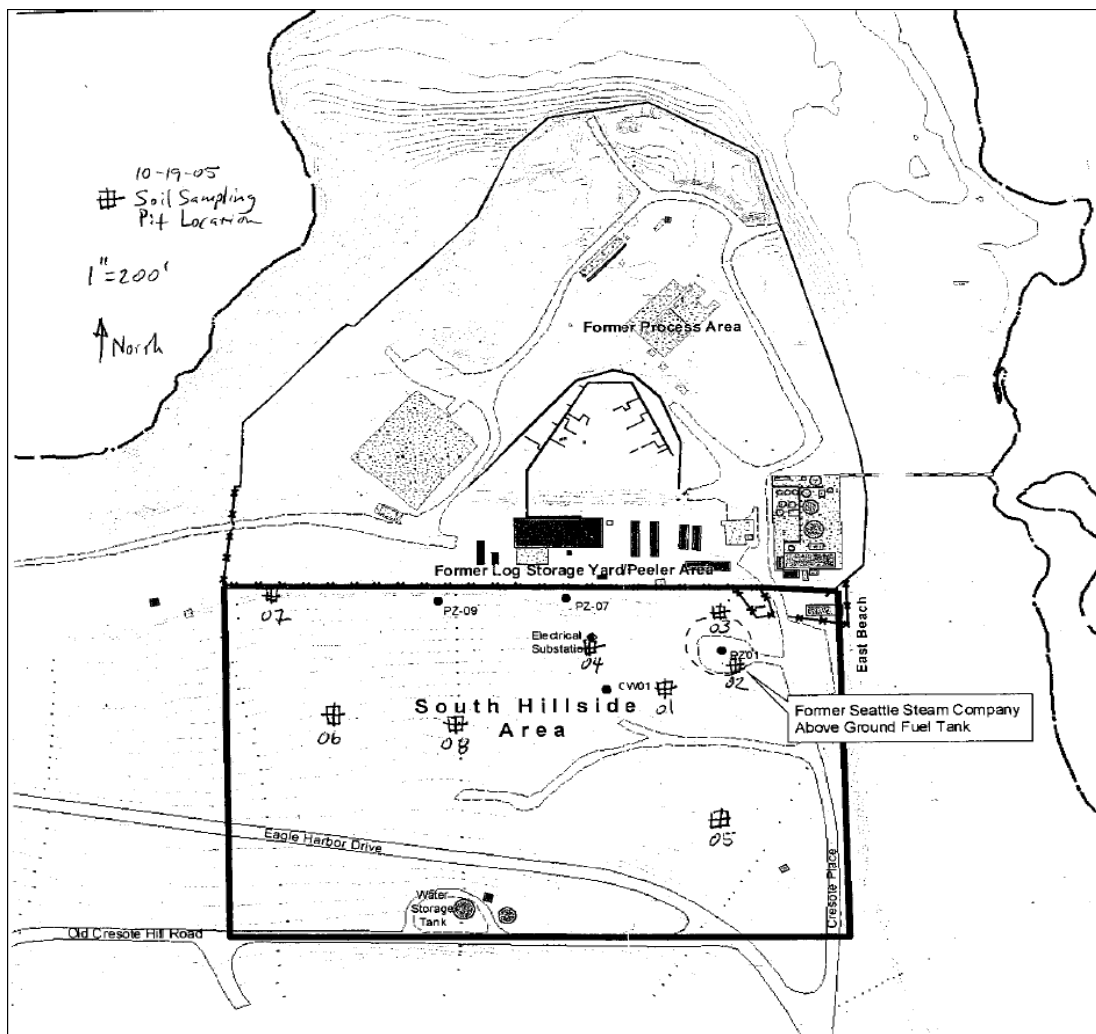 10-19-05
Soil Sampling
Pit Location
1"=200'
North
Former Process Area
Former Log Storage Yard/Peeler Area
07
PZ-09
PZ-07
03
Electrical
Substation
04
PZ01
02
East Beach
CW01
01
South Hillside
Area
Former Seattle Steam Company
Above Ground Fuel Tank
06
08
05
Eagle Harbor Drive
Cresote Place
Water
Storage
Tank
Old Cresote Hill Road